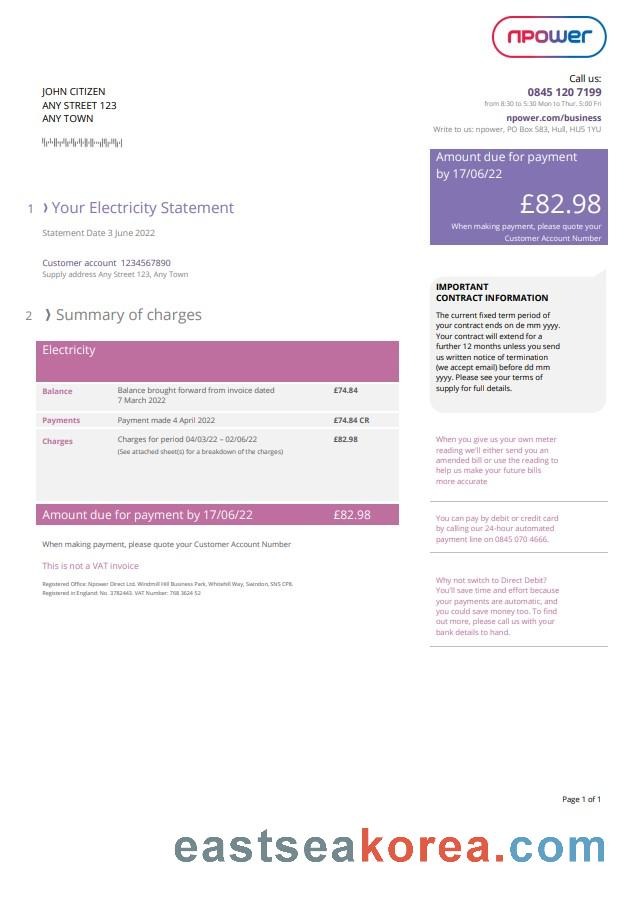 npower
Call us:
0845 120 7199
from 8:30 to 5:30 Mon to Thur, 5:00 Fri
npower.com/business
Write to us: npower, PO Box 583, Hull, HU5 1YU
JOHN CITIZEN
ANY STREET 123
ANY TOWN
Amount due for payment
by 17/06/22
£82.98
When making payment, please quote your
Customer Account Number
1 Your Electricity Statement
Statement Date 3 June 2022
Customer account 1234567890
Supply address Any Street 123, Any Town
2 Summary of charges
Electricity
Balance Balance brought forward from invoice dated £74.84
7 March 2022
Payments Payment made 4 April 2022 £74.84 CR
Charges Charges for period 04/03/22 – 02/06/22 £82.98
(See attached sheet(s) for a breakdown of the charges)
Amount due for payment by 17/06/22 £82.98
When making payment, please quote your Customer Account Number
This is not a VAT invoice
Registered Office: Npower Direct Ltd. Windmill Hill Business Park, Whitehill Way, Swindon, SN5 CP8.
Registered in England: No. 3782443. VAT Number: 768 3624 52
IMPORTANT
CONTRACT INFORMATION
The current fixed term period of
your contract ends on de mm yyyy.
Your contract will extend for a
further 12 months unless you send
us written notice of termination
(we accept email) before dd mm
yyyy. Please see your terms of
supply for full details.
When you give us your own meter
reading we'll either send you an
amended bill or use the reading to
help us make your future bills
more accurate
You can pay by debit or credit card
by calling our 24-hour automated
payment line on 0845 070 4666.
Why not switch to Direct Debit?
You'll save time and effort because
your payments are automatic, and
you could save money too. To find
out more, please call us with your
bank details to hand.
Page 1 of 1
eastseakorea.com